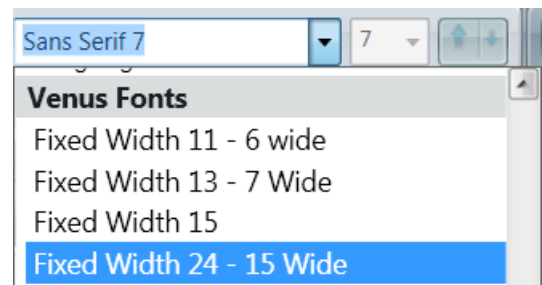 Sans Serif 7 7
Venus Fonts
Fixed Width 11 - 6 wide
Fixed Width 13 - 7 Wide
Fixed Width 15
Fixed Width 24 - 15 Wide